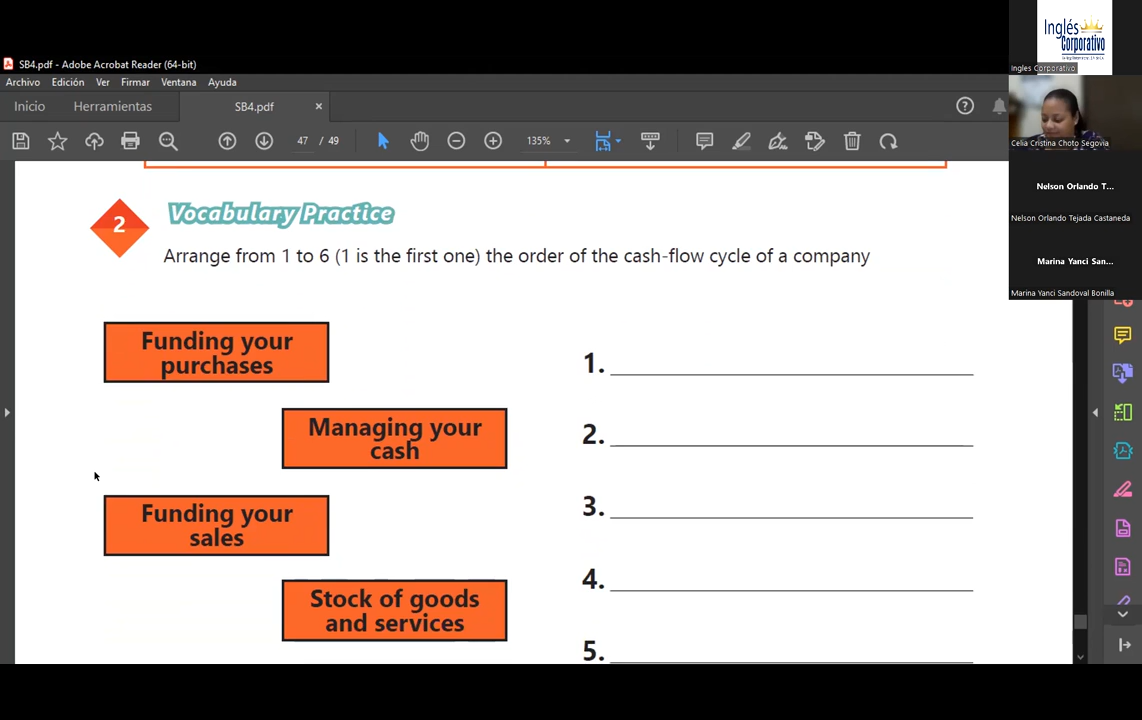 SB4.pdf - Adobe Acrobat Reader (64-bit)
Archivo Edición Ver Firmar Ventana Ayuda
Inicio Herramientas SB4.pdf ×
47 / 49 135%
2
Vocabulary Practice
Arrange from 1 to 6 (1 is the first one) the order of the cash-flow cycle of a company
Funding your
purchases
Managing your
cash
Funding your
sales
Stock of goods
and services
1.
2.
3.
4.
5.
Inglés
Corporativo
Ingles Corporativo
Celia Cristina Choto Segovia
Nelson Orlando T...
Nelson Orlando Tejada Castaneda
Marina Yanci San...
Marina Yanci Sandoval Bonilla